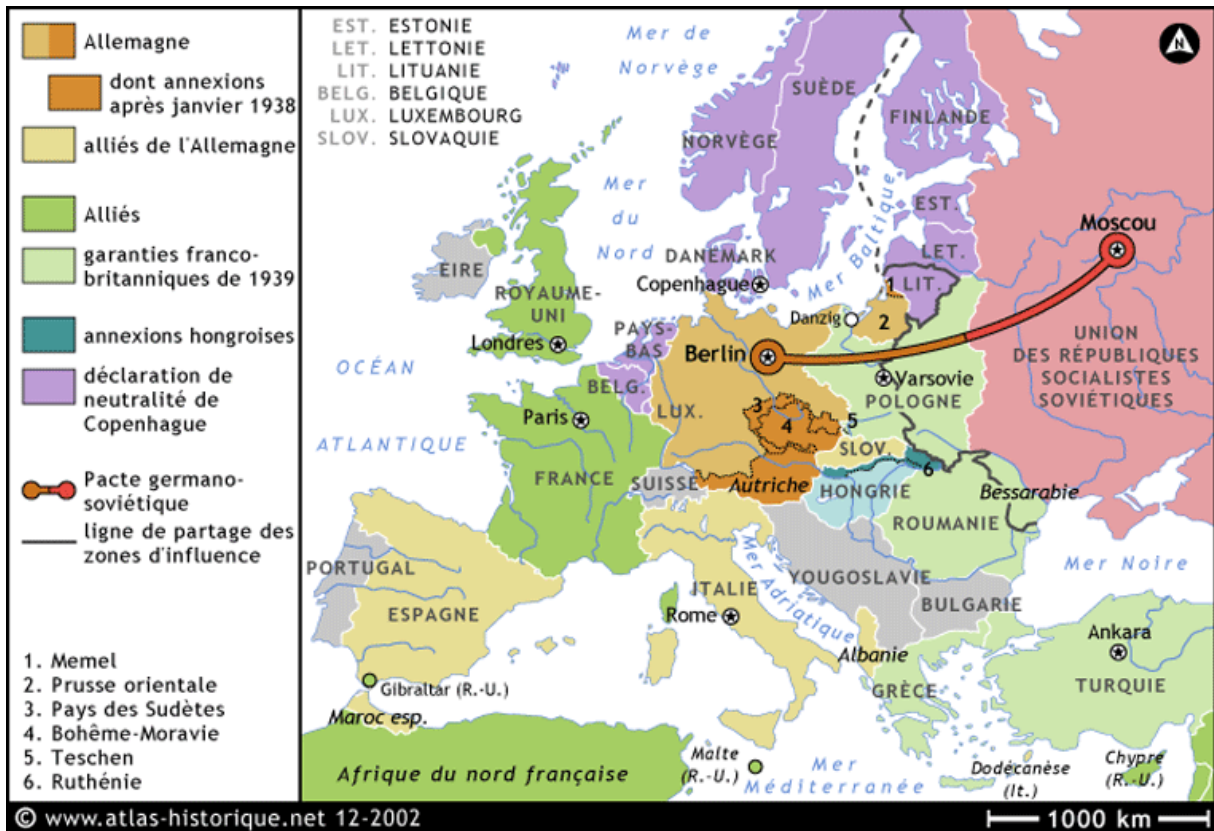 Allemagne
dont annexions
après janvier 1938
alliés de l'Allemagne
Alliés
garanties franco-
britanniques de 1939
annexions hongroises
déclaration de
neutralité de
Copenhague
Pacte germano-
soviétique
ligne de partage des
zones d'influence
1. Memel
2. Prusse orientale
3. Pays des Sudètes
4. Bohême-Moravie
5. Teschen
6. Ruthénie
EST. ESTONIE
LET. LETTONIE
LIT. LITUANIE
BELG. BELGIQUE
LUX. LUXEMBOURG
SLOV. SLOVAQUIE
N
Mer de
Norvège
SUÈDE
FINLANDE
NORVÈGE
Mer
du
Nord
Mer Baltique
EST.
LET.
LIT.
Moscou
DANEMARK
Copenhague
EIRE
ROYAUME-
UNI
Londres
PAYS-
BAS
BELG.
LUX.
Danzig
1
2
Berlin
Varsovie
POLOGNE
UNION
DES RÉPUBLIQUES
SOCIALISTES
SOVIÉTIQUES
OCÉAN
ATLANTIQUE
Paris
FRANCE
SUISSE
3
4
5
SLOV.
6
Autriche
HONGRIE
Bessarabie
ROUMANIE
Mer Noire
PORTUGAL
ESPAGNE
ITALIE
Rome
Mer Adriatique
YOUGOSLAVIE
BULGARIE
Albanie
GRÈCE
Ankara
TURQUIE
Gibraltar (R.-U.)
Maroc esp.
Afrique du nord française
Malte
(R.-U.)
Mer
Méditerranée
Dodécanèse
(It.)
Chypre
(R.-U.)
© www.atlas-historique.net 12-2002
1000 km